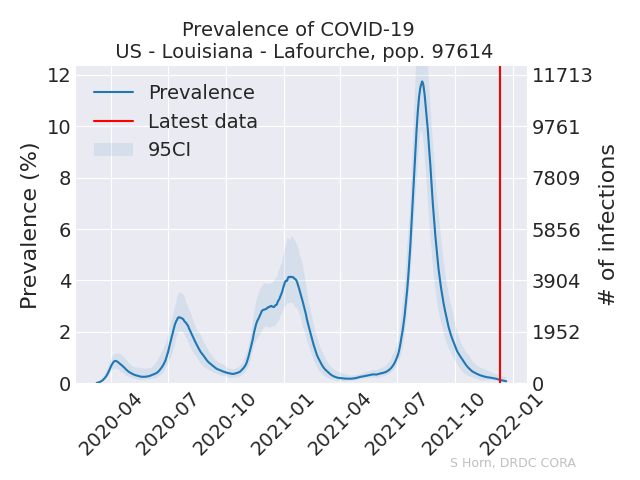 Prevalence of COVID-19
US - Louisiana - Lafourche, pop. 97614
Prevalence
Latest data
95CI
Prevalence (%)
12
10
8
6
4
2
0
11713
9761
7809
5856
3904
1952
0
# of infections
2020-04
2020-07
2020-10
2021-01
2021-04
2021-07
2021-10
2022-01
S Horn, DRDC CORA